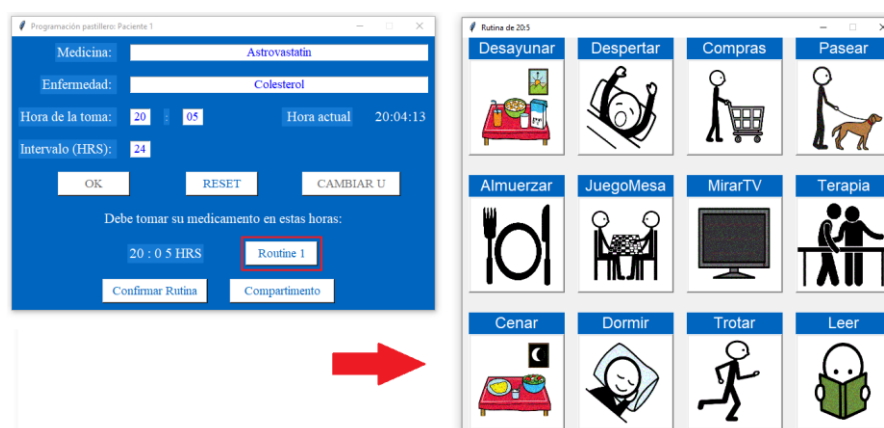 Programación pastillero: Paciente 1
Medicina: Astrovastatin
Enfermedad: Colesterol
Hora de la toma: 20 : 05 Hora actual 20:04:13
Intervalo (HRS): 24
OK RESET CAMBIAR U
Debe tomar su medicamento en estas horas:
20 : 0 5 HRS Routine 1
Confirmar Rutina Compartimento
Rutina de 20:5
Desayunar Despertar Compras Pasear
Almuerzar JuegoMesa MirarTV Terapia
Cenar Dormir Trotar Leer